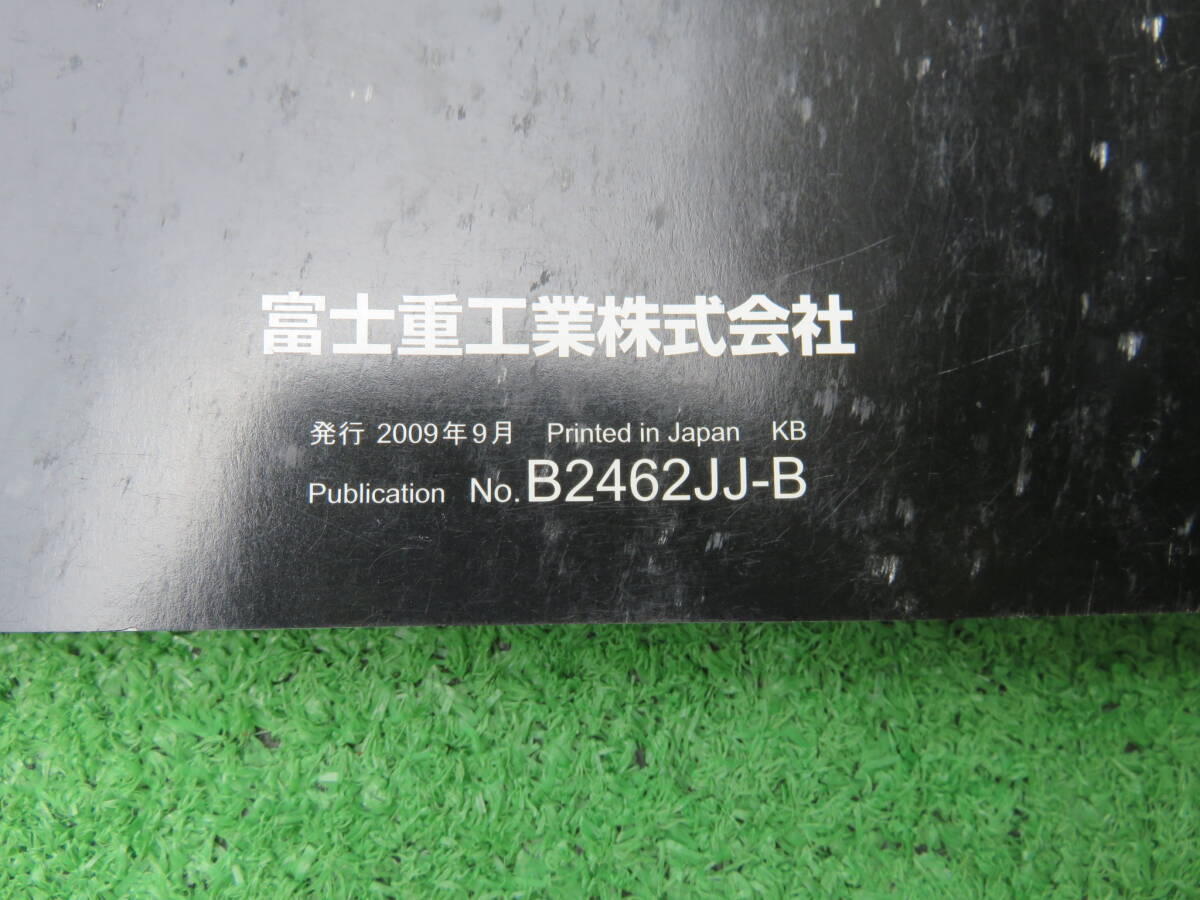 富士重工業株式会社
発行 2009年9月 Printed in Japan KB
Publication No. B2462JJ-B